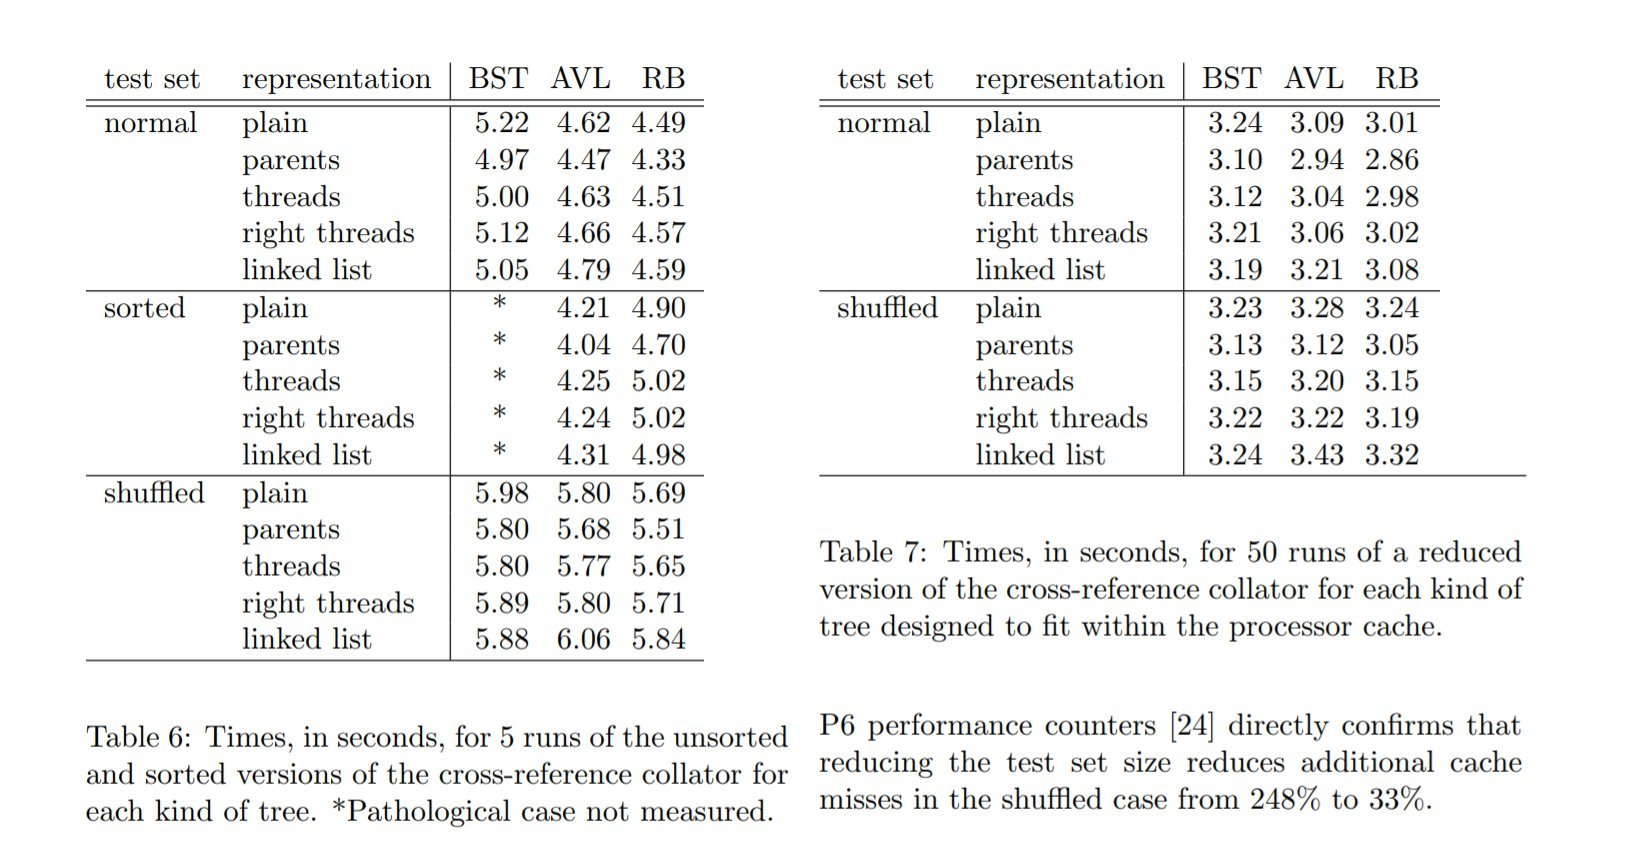 test set representation BST AVL RB
normal plain 5.22 4.62 4.49
parents 4.97 4.47 4.33
threads 5.00 4.63 4.51
right threads 5.12 4.66 4.57
linked list 5.05 4.79 4.59
sorted plain * 4.21 4.90
parents * 4.04 4.70
threads * 4.25 5.02
right threads * 4.24 5.02
linked list * 4.31 4.98
shuffled plain 5.98 5.80 5.69
parents 5.80 5.68 5.51
threads 5.80 5.77 5.65
right threads 5.89 5.80 5.71
linked list 5.88 6.06 5.84
Table 6: Times, in seconds, for 5 runs of the unsorted
and sorted versions of the cross-reference collator for
each kind of tree. *Pathological case not measured.
test set representation BST AVL RB
normal plain 3.24 3.09 3.01
parents 3.10 2.94 2.86
threads 3.12 3.04 2.98
right threads 3.21 3.06 3.02
linked list 3.19 3.21 3.08
shuffled plain 3.23 3.28 3.24
parents 3.13 3.12 3.05
threads 3.15 3.20 3.15
right threads 3.22 3.22 3.19
linked list 3.24 3.43 3.32
Table 7: Times, in seconds, for 50 runs of a reduced
version of the cross-reference collator for each kind of
tree designed to fit within the processor cache.
P6 performance counters [24] directly confirms that
reducing the test set size reduces additional cache
misses in the shuffled case from 248% to 33%.